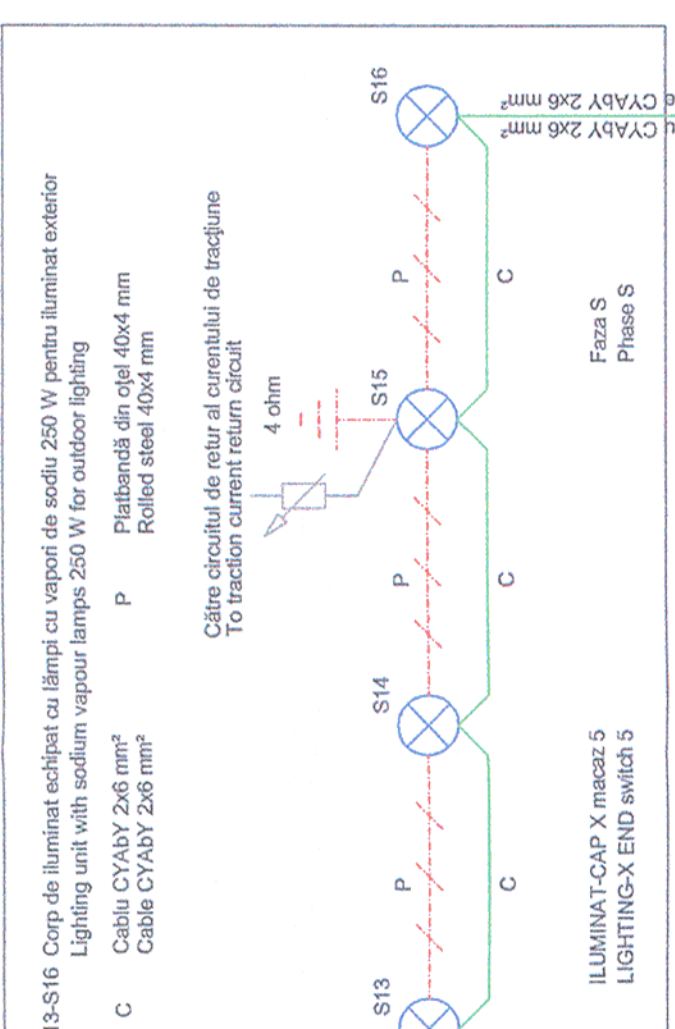 13-S16 Corp de iluminat echipat cu lămpi cu vapori de sodiu 250 W pentru iluminat exterior
Lighting unit with sodium vapour lamps 250 W for outdoor lighting
C Cablu CYAbY 2x6 mm²
Cable CYAbY 2x6 mm²
P Platbandă din oţel 40x4 mm
Rolled steel 40x4 mm
Către circuitul de retur al curentului de tracţiune
To traction current return circuit
4 ohm
S13
S14
S15
S16
P
P
P
C
C
C
CYAbY 2x6 mm²
CYAbY 2x6 mm²
ILUMINAT-CAP X macaz 5
LIGHTING-X END switch 5
Faza S
Phase S